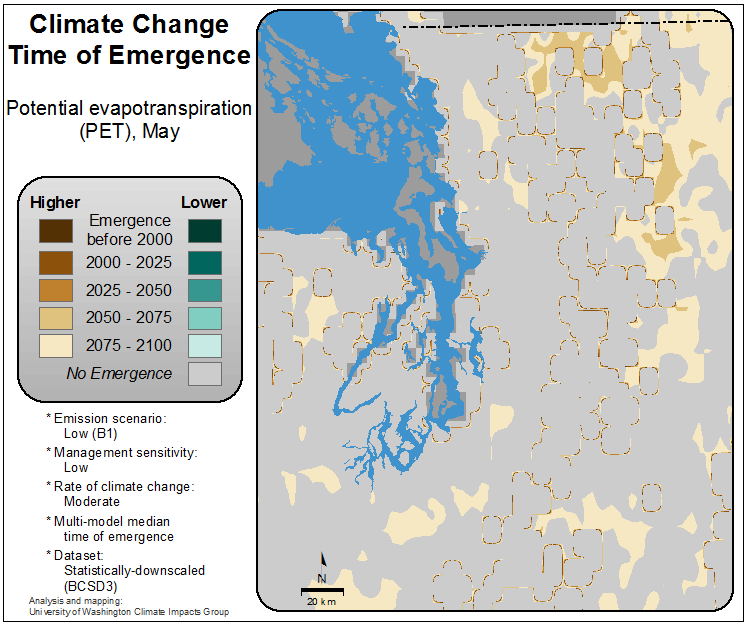 Climate Change
Time of Emergence
Potential evapotranspiration
(PET), May
Higher
Lower
Emergence
before 2000
2000 - 2025
2025 - 2050
2050 - 2075
2075 - 2100
No Emergence
* Emission scenario:
Low (B1)
* Management sensitivity:
Low
* Rate of climate change:
Moderate
* Multi-model median
time of emergence
* Dataset:
Statistically-downscaled
(BCSD3)
Analysis and mapping:
University of Washington Climate Impacts Group
N
20 km